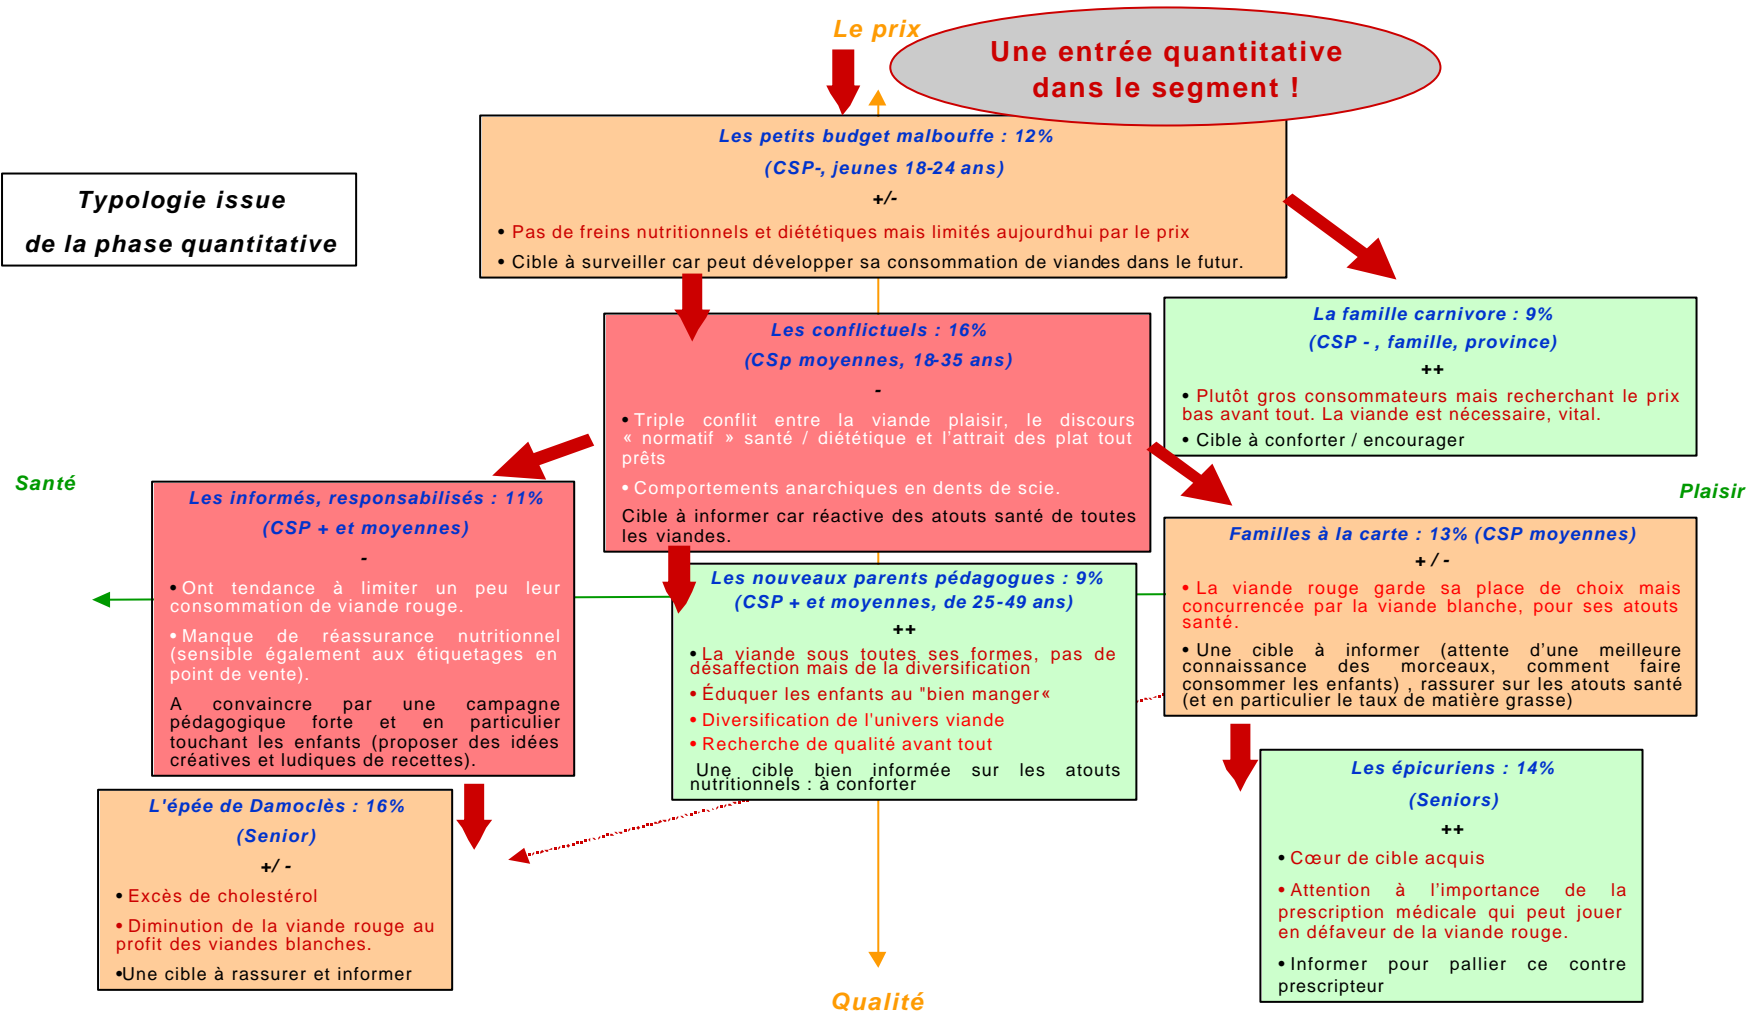 Le prix
Une entrée quantitative
dans le segment !
Les petits budget malbouffe : 12%
(CSP-, jeunes 18-24 ans)
+/-
• Pas de freins nutritionnels et diététiques mais limités aujourd'hui par le prix
• Cible à surveiller car peut développer sa consommation de viandes dans le futur.
Typologie issue
de la phase quantitative
Les conflictuels : 16%
(CSp moyennes, 18-35 ans)
-
• Triple conflit entre la viande plaisir, le discours
« normatif » santé / diététique et l'attrait des plat tout
prêts
• Comportements anarchiques en dents de scie.
Cible à informer car réactive des atouts santé de toutes
les viandes.
La famille carnivore : 9%
(CSP - , famille, province)
++
• Plutôt gros consommateurs mais recherchant le prix
bas avant tout. La viande est nécessaire, vital.
• Cible à conforter / encourager
Santé
Plaisir
Les informés, responsabilisés : 11%
(CSP + et moyennes)
-
• Ont tendance à limiter un peu leur
consommation de viande rouge.
• Manque de réassurance nutritionnel
(sensible également aux étiquetages en
point de vente).
A convaincre par une campagne
pédagogique forte et en particulier
touchant les enfants (proposer des idées
créatives et ludiques de recettes).
Les nouveaux parents pédagogues : 9%
(CSP + et moyennes, de 25-49 ans)
++
• La viande sous toutes ses formes, pas de
désaffection mais de la diversification
• Éduquer les enfants au "bien manger«
• Diversification de l'univers viande
• Recherche de qualité avant tout
Une cible bien informée sur les atouts
nutritionnels : à conforter
Familles à la carte : 13% (CSP moyennes)
+ / -
• La viande rouge garde sa place de choix mais
concurrencée par la viande blanche, pour ses atouts
santé.
• Une cible à informer (attente d'une meilleure
connaissance des morceaux, comment faire
consommer les enfants) , rassurer sur les atouts santé
(et en particulier le taux de matière grasse)
L'épée de Damoclès : 16%
(Senior)
+/ -
• Excès de cholestérol
• Diminution de la viande rouge au
profit des viandes blanches.
•Une cible à rassurer et informer
Les épicuriens : 14%
(Seniors)
++
• Cœur de cible acquis
• Attention à l'importance de la
prescription médicale qui peut jouer
en défaveur de la viande rouge.
• Informer pour pallier ce contre
prescripteur
Qualité